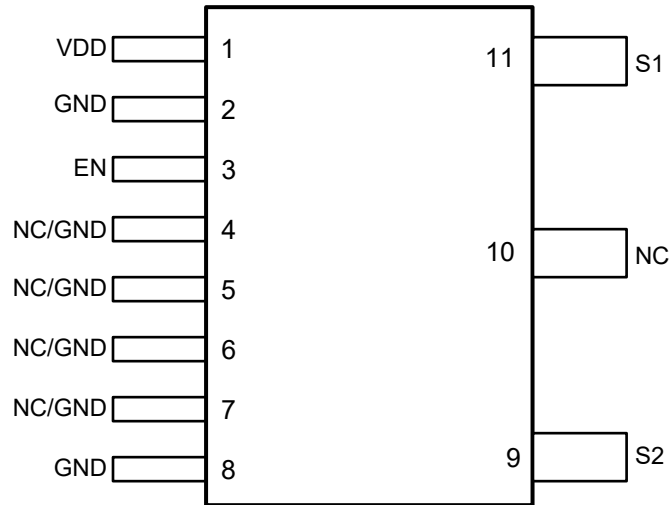 VDD 1 11 S1
GND 2
EN 3
NC/GND 4
10 NC
NC/GND 5
NC/GND 6
NC/GND 7
GND 8 9 S2